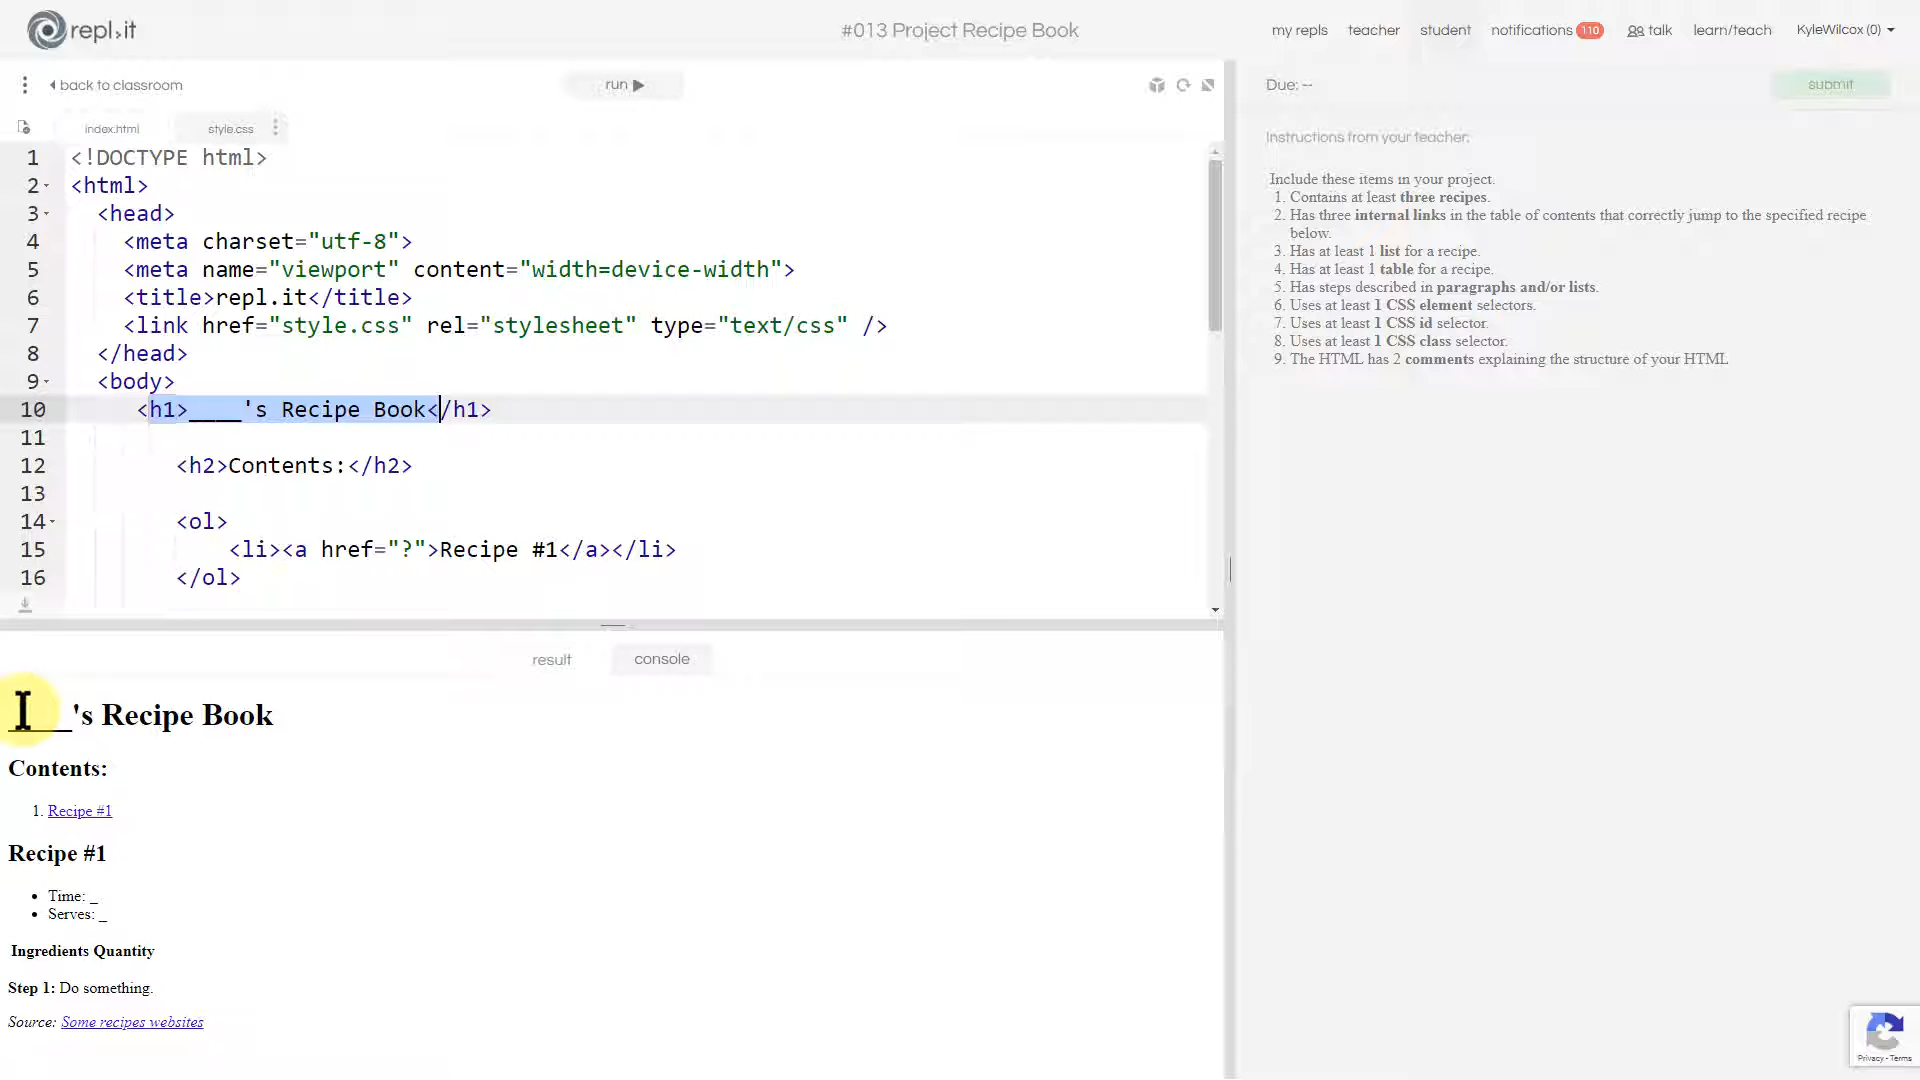 repl.it
#013 Project Recipe Book
my repls teacher student notifications 110 talk learn/teach KyleWilcox (0)
back to classroom
run
Due: --
submit
index.html style.css
Instructions from your teacher:
1 <!DOCTYPE html>
2 <html>
3 <head>
4 <meta charset="utf-8">
5 <meta name="viewport" content="width=device-width">
6 <title>repl.it</title>
7 <link href="style.css" rel="stylesheet" type="text/css" />
8 </head>
9 <body>
10 <h1>____'s Recipe Book</h1>
11
12 <h2>Contents:</h2>
13
14 <ol>
15 <li><a href="?">Recipe #1</a></li>
16 </ol>
Include these items in your project.
1. Contains at least three recipes.
2. Has three internal links in the table of contents that correctly jump to the specified recipe
below.
3. Has at least 1 list for a recipe.
4. Has at least 1 table for a recipe.
5. Has steps described in paragraphs and/or lists.
6. Uses at least 1 CSS element selectors.
7. Uses at least 1 CSS id selector.
8. Uses at least 1 CSS class selector.
9. The HTML has 2 comments explaining the structure of your HTML
result console
____'s Recipe Book
Contents:
1. Recipe #1
Recipe #1
• Time: _
• Serves: _
Ingredients Quantity
Step 1: Do something.
Source: Some recipes websites
Privacy - Terms